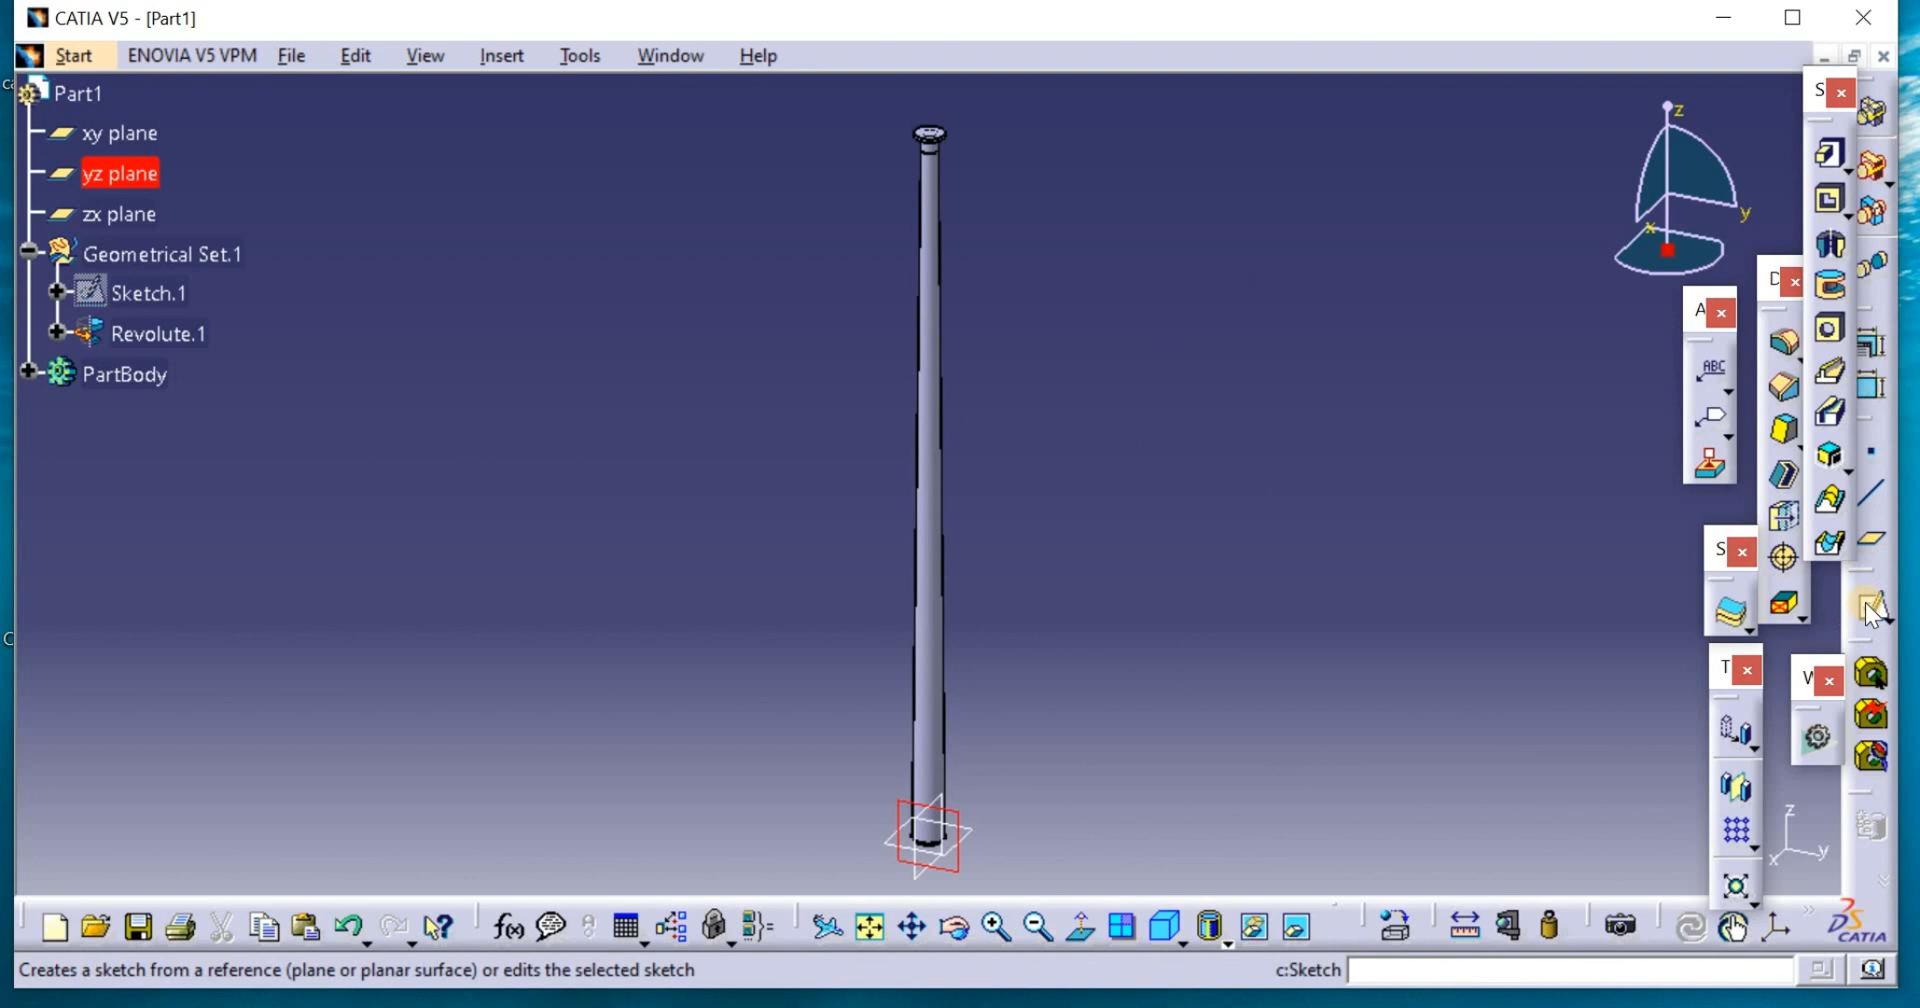 CATIA V5 - [Part1]
Start ENOVIA V5 VPM File Edit View Insert Tools Window Help
Part1
xy plane
yz plane
zx plane
Geometrical Set.1
Sketch.1
Revolute.1
PartBody
z
y
x
S
D
A
ABC
S
T
W
z
x
y
f(x)
DS CATIA
Creates a sketch from a reference (plane or planar surface) or edits the selected sketch
c:Sketch